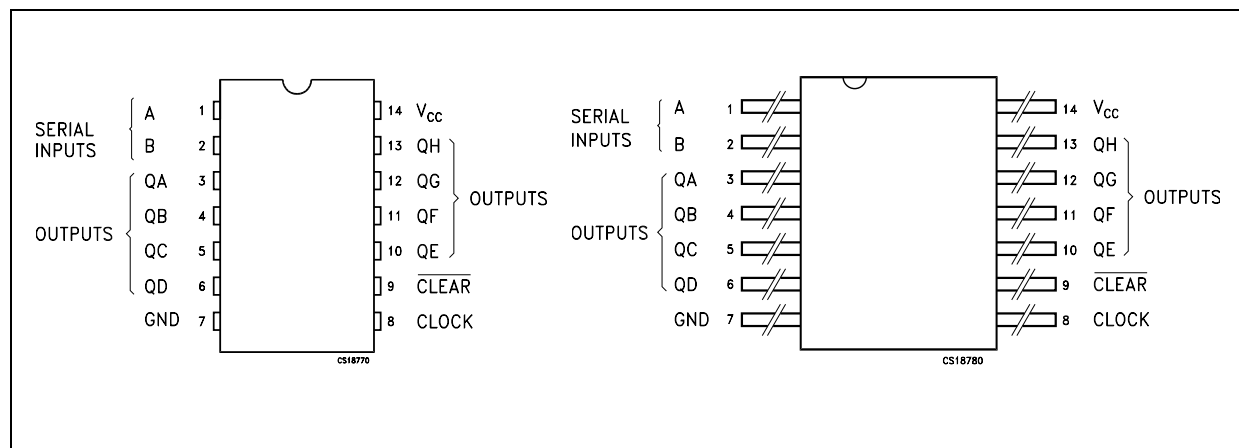 A 1 14 VCC
SERIAL INPUTS
B 2 13 QH
QA 3 12 QG
OUTPUTS
QB 4 11 QF
OUTPUTS
QC 5 10 QE
QD 6 9 CLEAR
GND 7 8 CLOCK
CS18770
A 1 14 VCC
SERIAL INPUTS
B 2 13 QH
QA 3 12 QG
OUTPUTS
QB 4 11 QF
OUTPUTS
QC 5 10 QE
QD 6 9 CLEAR
GND 7 8 CLOCK
CS18780